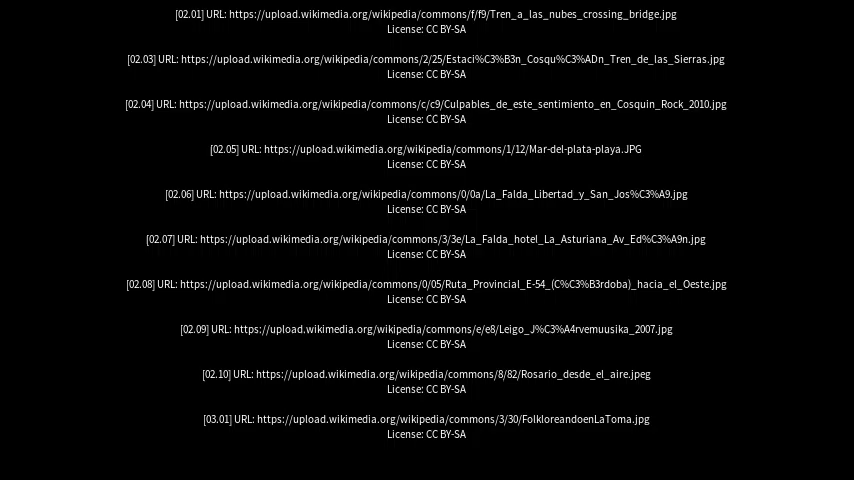 [02.01] URL: https://upload.wikimedia.org/wikipedia/commons/f/f9/Tren_a_las_nubes_crossing_bridge.jpg
License: CC BY-SA
[02.03] URL: https://upload.wikimedia.org/wikipedia/commons/2/25/Estaci%C3%B3n_Cosqu%C3%ADn_Tren_de_las_Sierras.jpg
License: CC BY-SA
[02.04] URL: https://upload.wikimedia.org/wikipedia/commons/c/c9/Culpables_de_este_sentimiento_en_Cosquin_Rock_2010.jpg
License: CC BY-SA
[02.05] URL: https://upload.wikimedia.org/wikipedia/commons/1/12/Mar-del-plata-playa.JPG
License: CC BY-SA
[02.06] URL: https://upload.wikimedia.org/wikipedia/commons/0/0a/La_Falda_Libertad_y_San_Jos%C3%A9.jpg
License: CC BY-SA
[02.07] URL: https://upload.wikimedia.org/wikipedia/commons/3/3e/La_Falda_hotel_La_Asturiana_Av_Ed%C3%A9n.jpg
License: CC BY-SA
[02.08] URL: https://upload.wikimedia.org/wikipedia/commons/0/05/Ruta_Provincial_E-54_(C%C3%B3rdoba)_hacia_el_Oeste.jpg
License: CC BY-SA
[02.09] URL: https://upload.wikimedia.org/wikipedia/commons/e/e8/Leigo_J%C3%A4rvemuusika_2007.jpg
License: CC BY-SA
[02.10] URL: https://upload.wikimedia.org/wikipedia/commons/8/82/Rosario_desde_el_aire.jpeg
License: CC BY-SA
[03.01] URL: https://upload.wikimedia.org/wikipedia/commons/3/30/FolkloreandoenLaToma.jpg
License: CC BY-SA